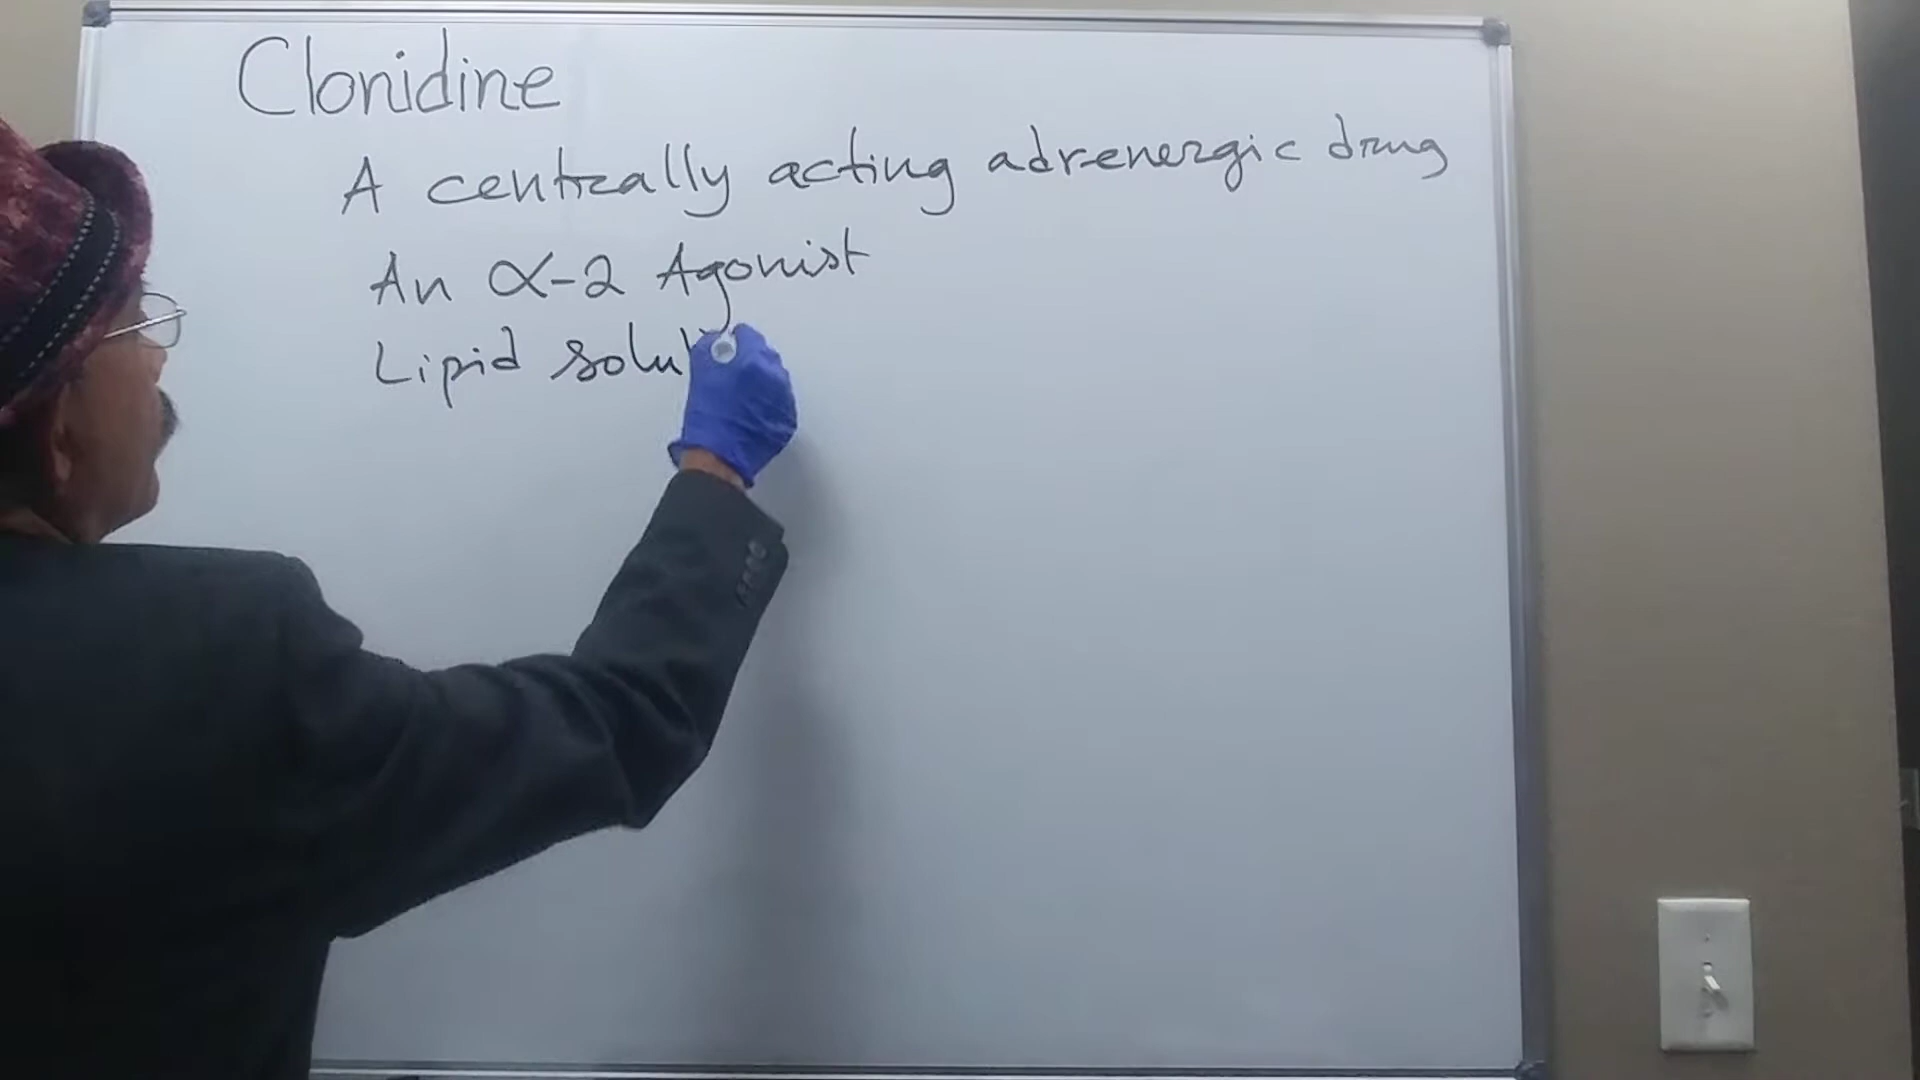 Clonidine
A centrally acting adrenergic drug
An α-2 Agonist
Lipid